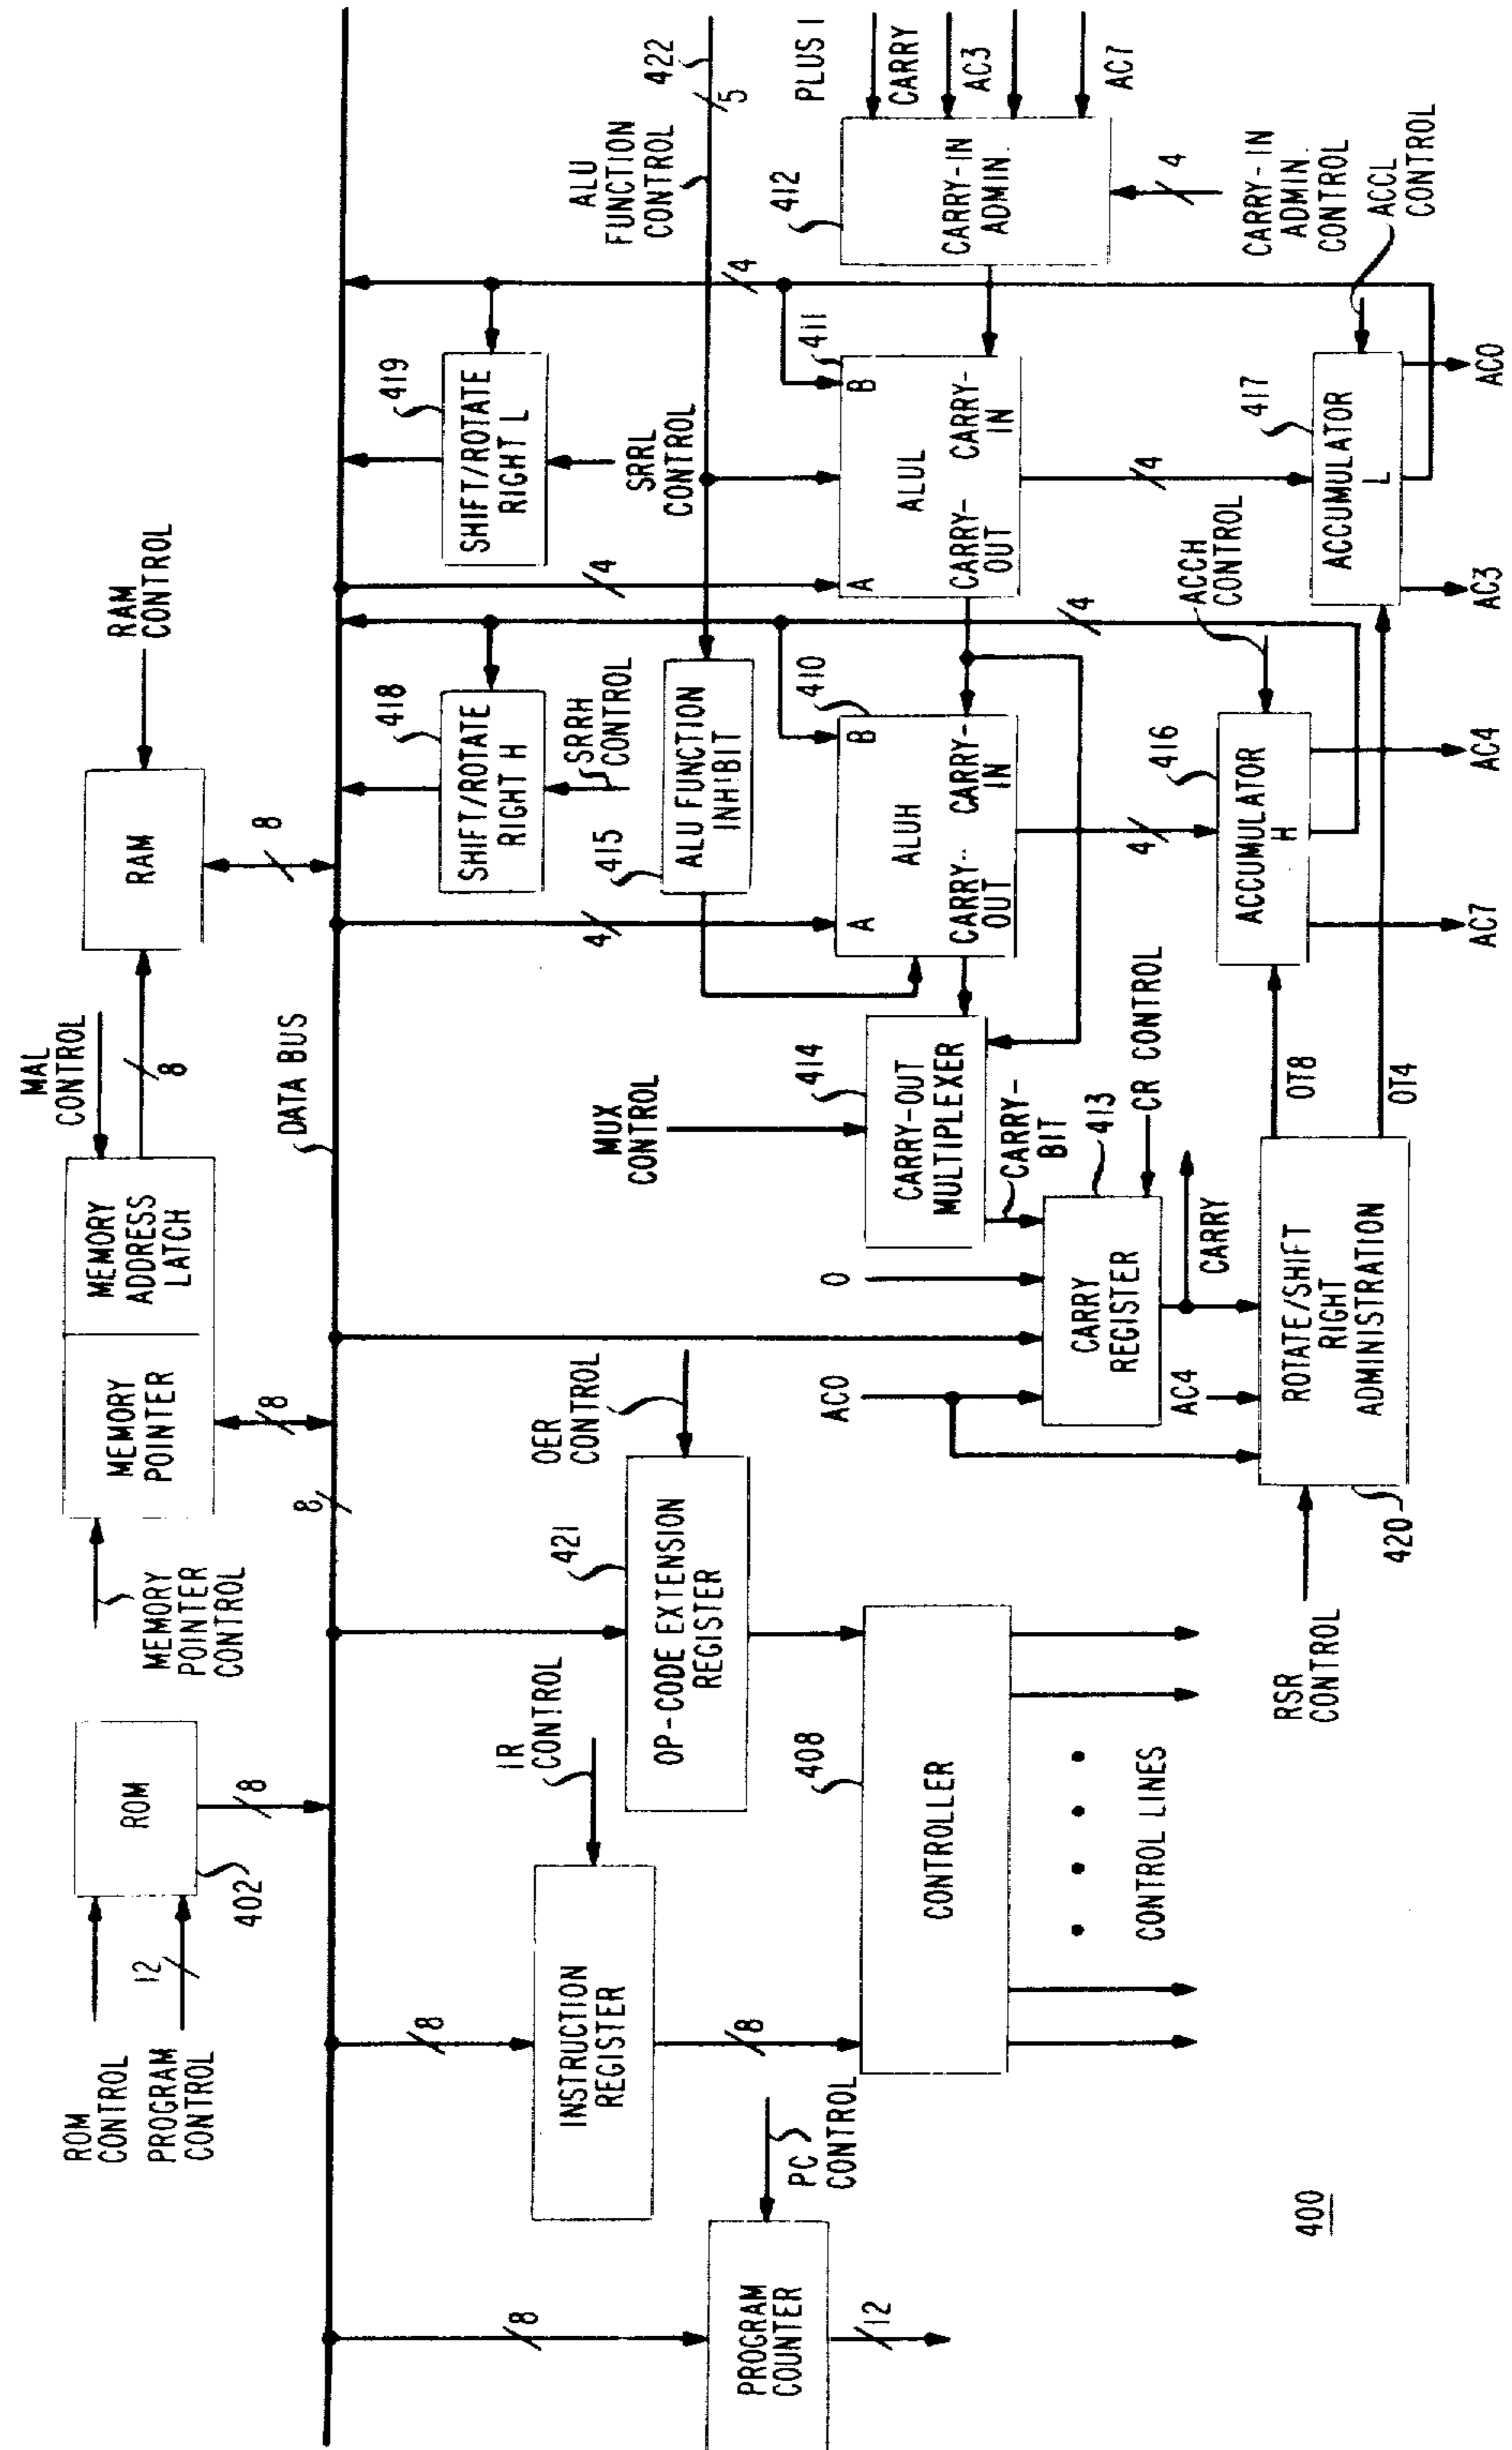 ROM
CONTROL
PROGRAM
CONTROL
12
ROM
402
8
MEMORY
POINTER
CONTROL
MEMORY
POINTER
MEMORY
ADDRESS
LATCH
MAL
CONTROL
8
8
RAM
RAM
CONTROL
8
8
DATA BUS
8
PROGRAM
COUNTER
12
PC
CONTROL
8
INSTRUCTION
REGISTER
8
IR
CONTROL
421
OP-CODE EXTENSION
REGISTER
OER
CONTROL
408
CONTROLLER
CONTROL LINES
418
SHIFT/ROTATE
RIGHT H
SRRH
CONTROL
419
SHIFT/ROTATE
RIGHT L
SRRL
CONTROL
415
ALU FUNCTION
INHIBIT
ALU
FUNCTION
CONTROL
422
5
4
410
A
B
ALUH
CARRY-
OUT
CARRY-
IN
4
411
A
B
ALUL
CARRY-
OUT
CARRY-
IN
4
4
412
CARRY-IN
ADMIN.
PLUS 1
CARRY
AC3
AC7
4
CARRY-IN
ADMIN.
CONTROL
MUX
CONTROL
414
CARRY-OUT
MULTIPLEXER
CARRY-
BIT
AC0
0
413
CARRY
REGISTER
CR CONTROL
CARRY
AC4
RSR
CONTROL
420
ROTATE/SHIFT
RIGHT
ADMINISTRATION
OT8
OT4
4
416
ACCUMULATOR
H
ACCH
CONTROL
AC7
AC4
4
417
ACCUMULATOR
L
ACCL
CONTROL
AC3
AC0
400